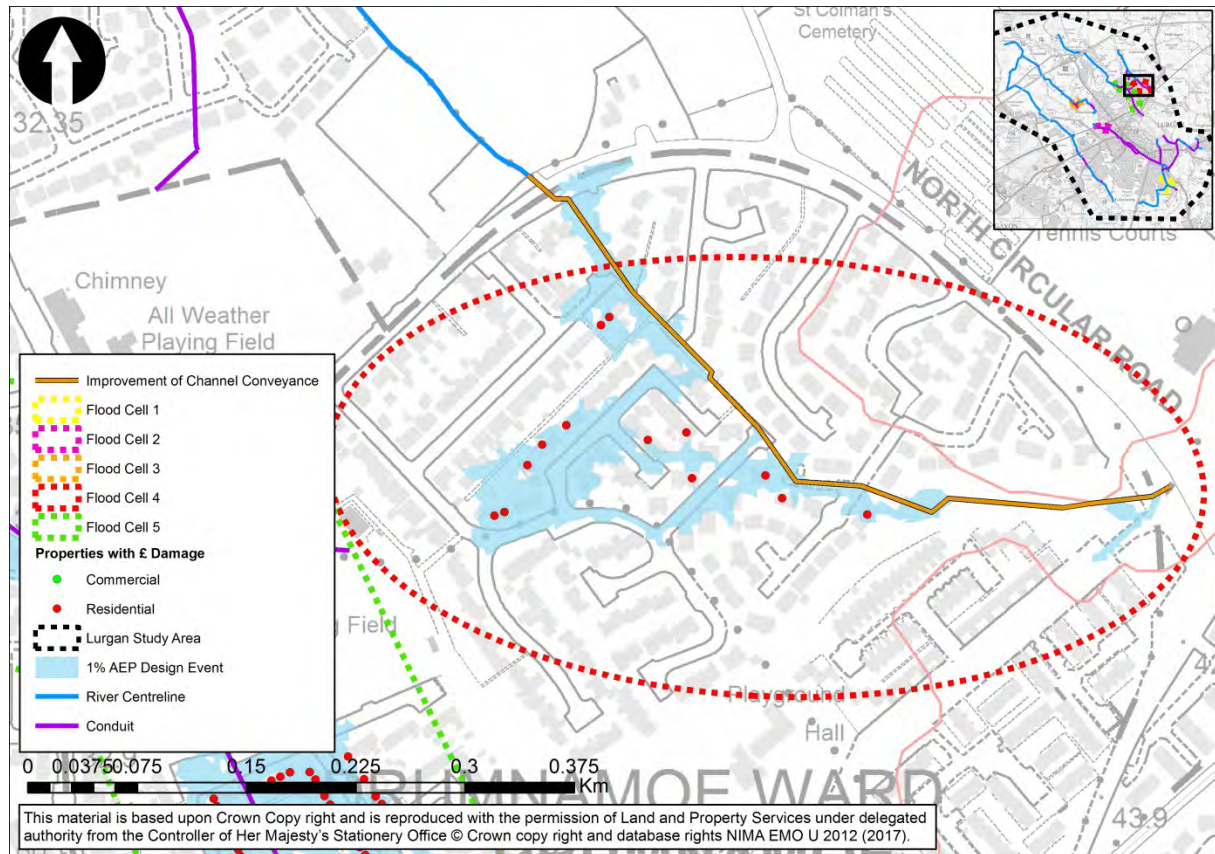 St Colman's
Cemetery
32.35
NORTH CIRCULAR ROAD
Tennis Courts
Chimney
All Weather
Playing Field
Improvement of Channel Conveyance
Flood Cell 1
Flood Cell 2
Flood Cell 3
Flood Cell 4
Flood Cell 5
Properties with £ Damage
Commercial
Residential
Lurgan Study Area
1% AEP Design Event
River Centreline
Conduit
Field
Playground
Hall
WARD
43.9
0 0.0375 0.075 0.15 0.225 0.3 0.375
Km
This material is based upon Crown Copy right and is reproduced with the permission of Land and Property Services under delegated
authority from the Controller of Her Majesty's Stationery Office © Crown copy right and database rights NIMA EMO U 2012 (2017).